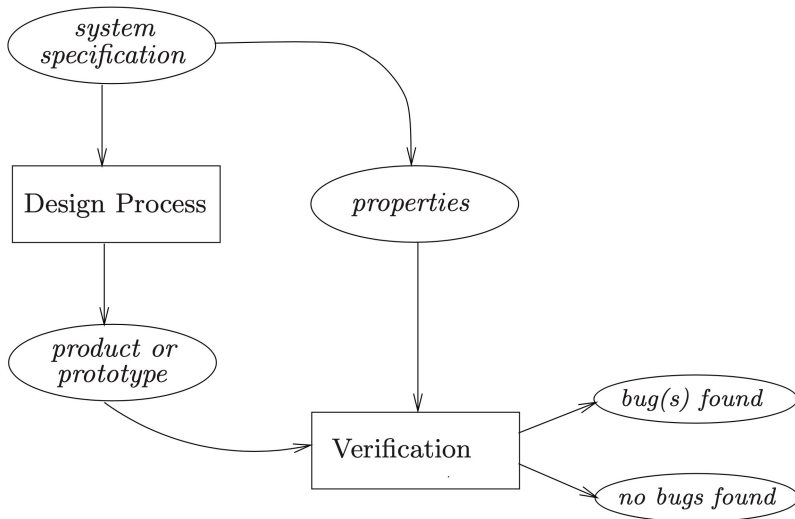 system
specification
Design Process
properties
product or
prototype
Verification
bug(s) found
no bugs found